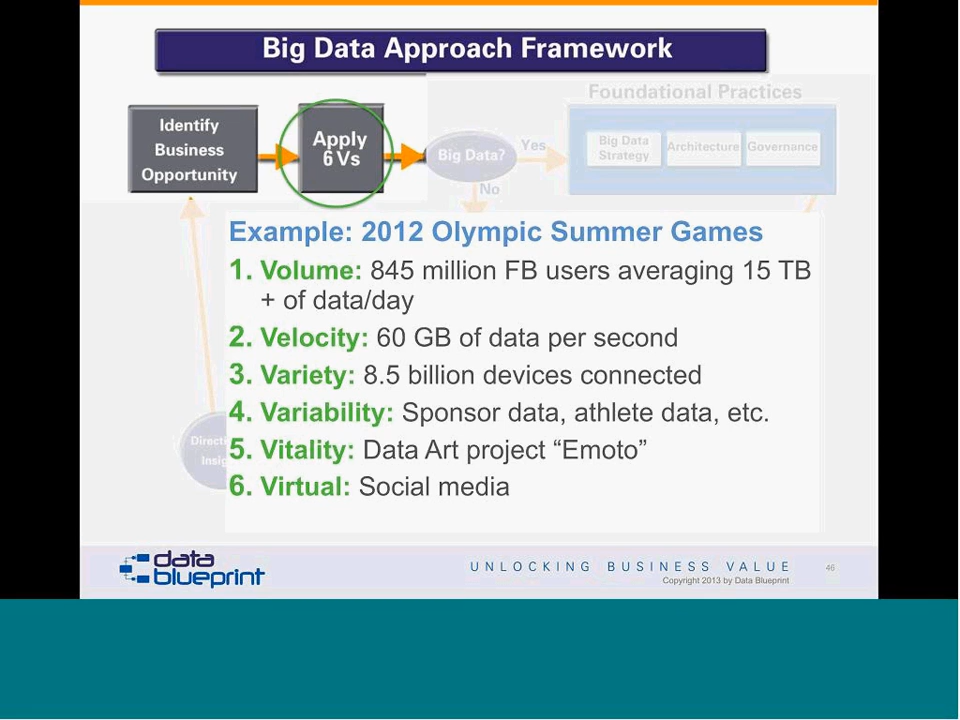 Big Data Approach Framework
Foundational Practices
Identify
Business
Opportunity
Apply
6 Vs
Big Data?
Yes
No
Big Data
Strategy
Architecture
Governance
Example: 2012 Olympic Summer Games
1. Volume: 845 million FB users averaging 15 TB
+ of data/day
2. Velocity: 60 GB of data per second
3. Variety: 8.5 billion devices connected
4. Variability: Sponsor data, athlete data, etc.
5. Vitality: Data Art project “Emoto”
6. Virtual: Social media
data
blueprint
UNLOCKING BUSINESS VALUE
Copyright 2013 by Data Blueprint
46